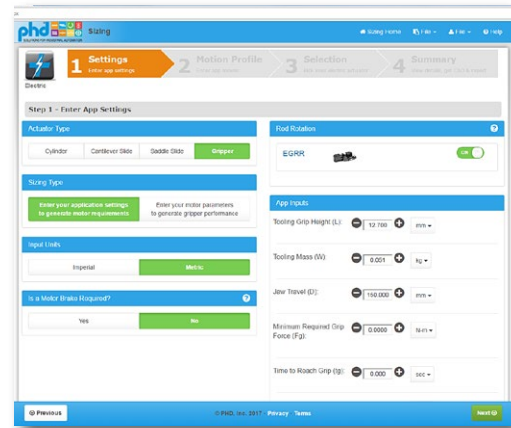 phd
Sizing
Sizing Home
File
File
Help
Electric
1 Settings
Enter app settings
2 Motion Profile
3 Selection
4 Summary
Step 1 - Enter App Settings
Actuator Type
Cylinder
Cantilever Slide
Saddle Slide
Gripper
Sizing Type
Enter your application settings
to generate motor requirements
Enter your motor parameters
to generate gripper performance
Input Units
Imperial
Metric
Is a Motor Brake Required?
Yes
No
Rod Rotation
EGRR
ON
App Inputs
Tooling Grip Height (L):
12.700
mm
Tooling Mass (W):
0.051
kg
Jaw Travel (D):
150.000
mm
Minimum Required Grip
Force (Fg):
0.0000
N-m
Time to Reach Grip (tg):
0.000
sec
Previous
© PHD, Inc. 2017 - Privacy Terms
Next